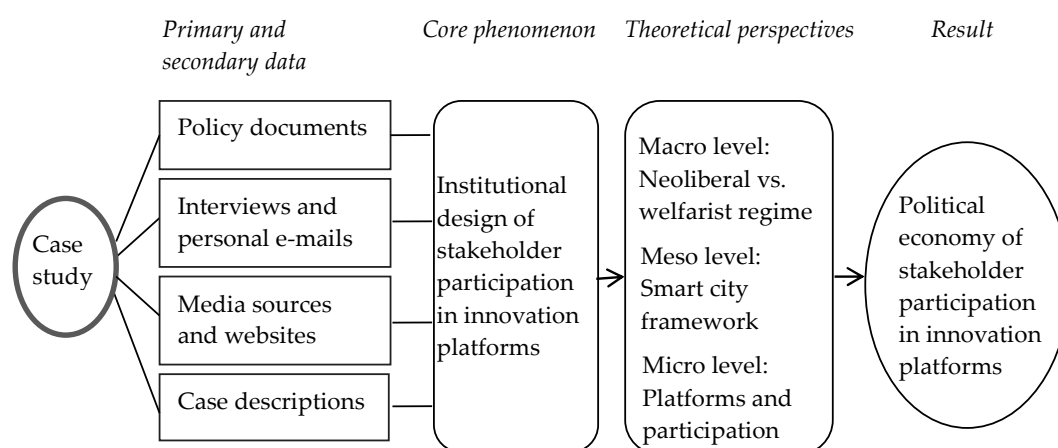 Primary and
secondary data
Core phenomenon
Theoretical perspectives
Result
Case
study
Policy documents
Interviews and
personal e-mails
Media sources
and websites
Case descriptions
Institutional
design of
stakeholder
participation
in innovation
platforms
Macro level:
Neoliberal vs.
welfarist regime
Meso level:
Smart city
framework
Micro level:
Platforms and
participation
Political
economy of
stakeholder
participation
in innovation
platforms